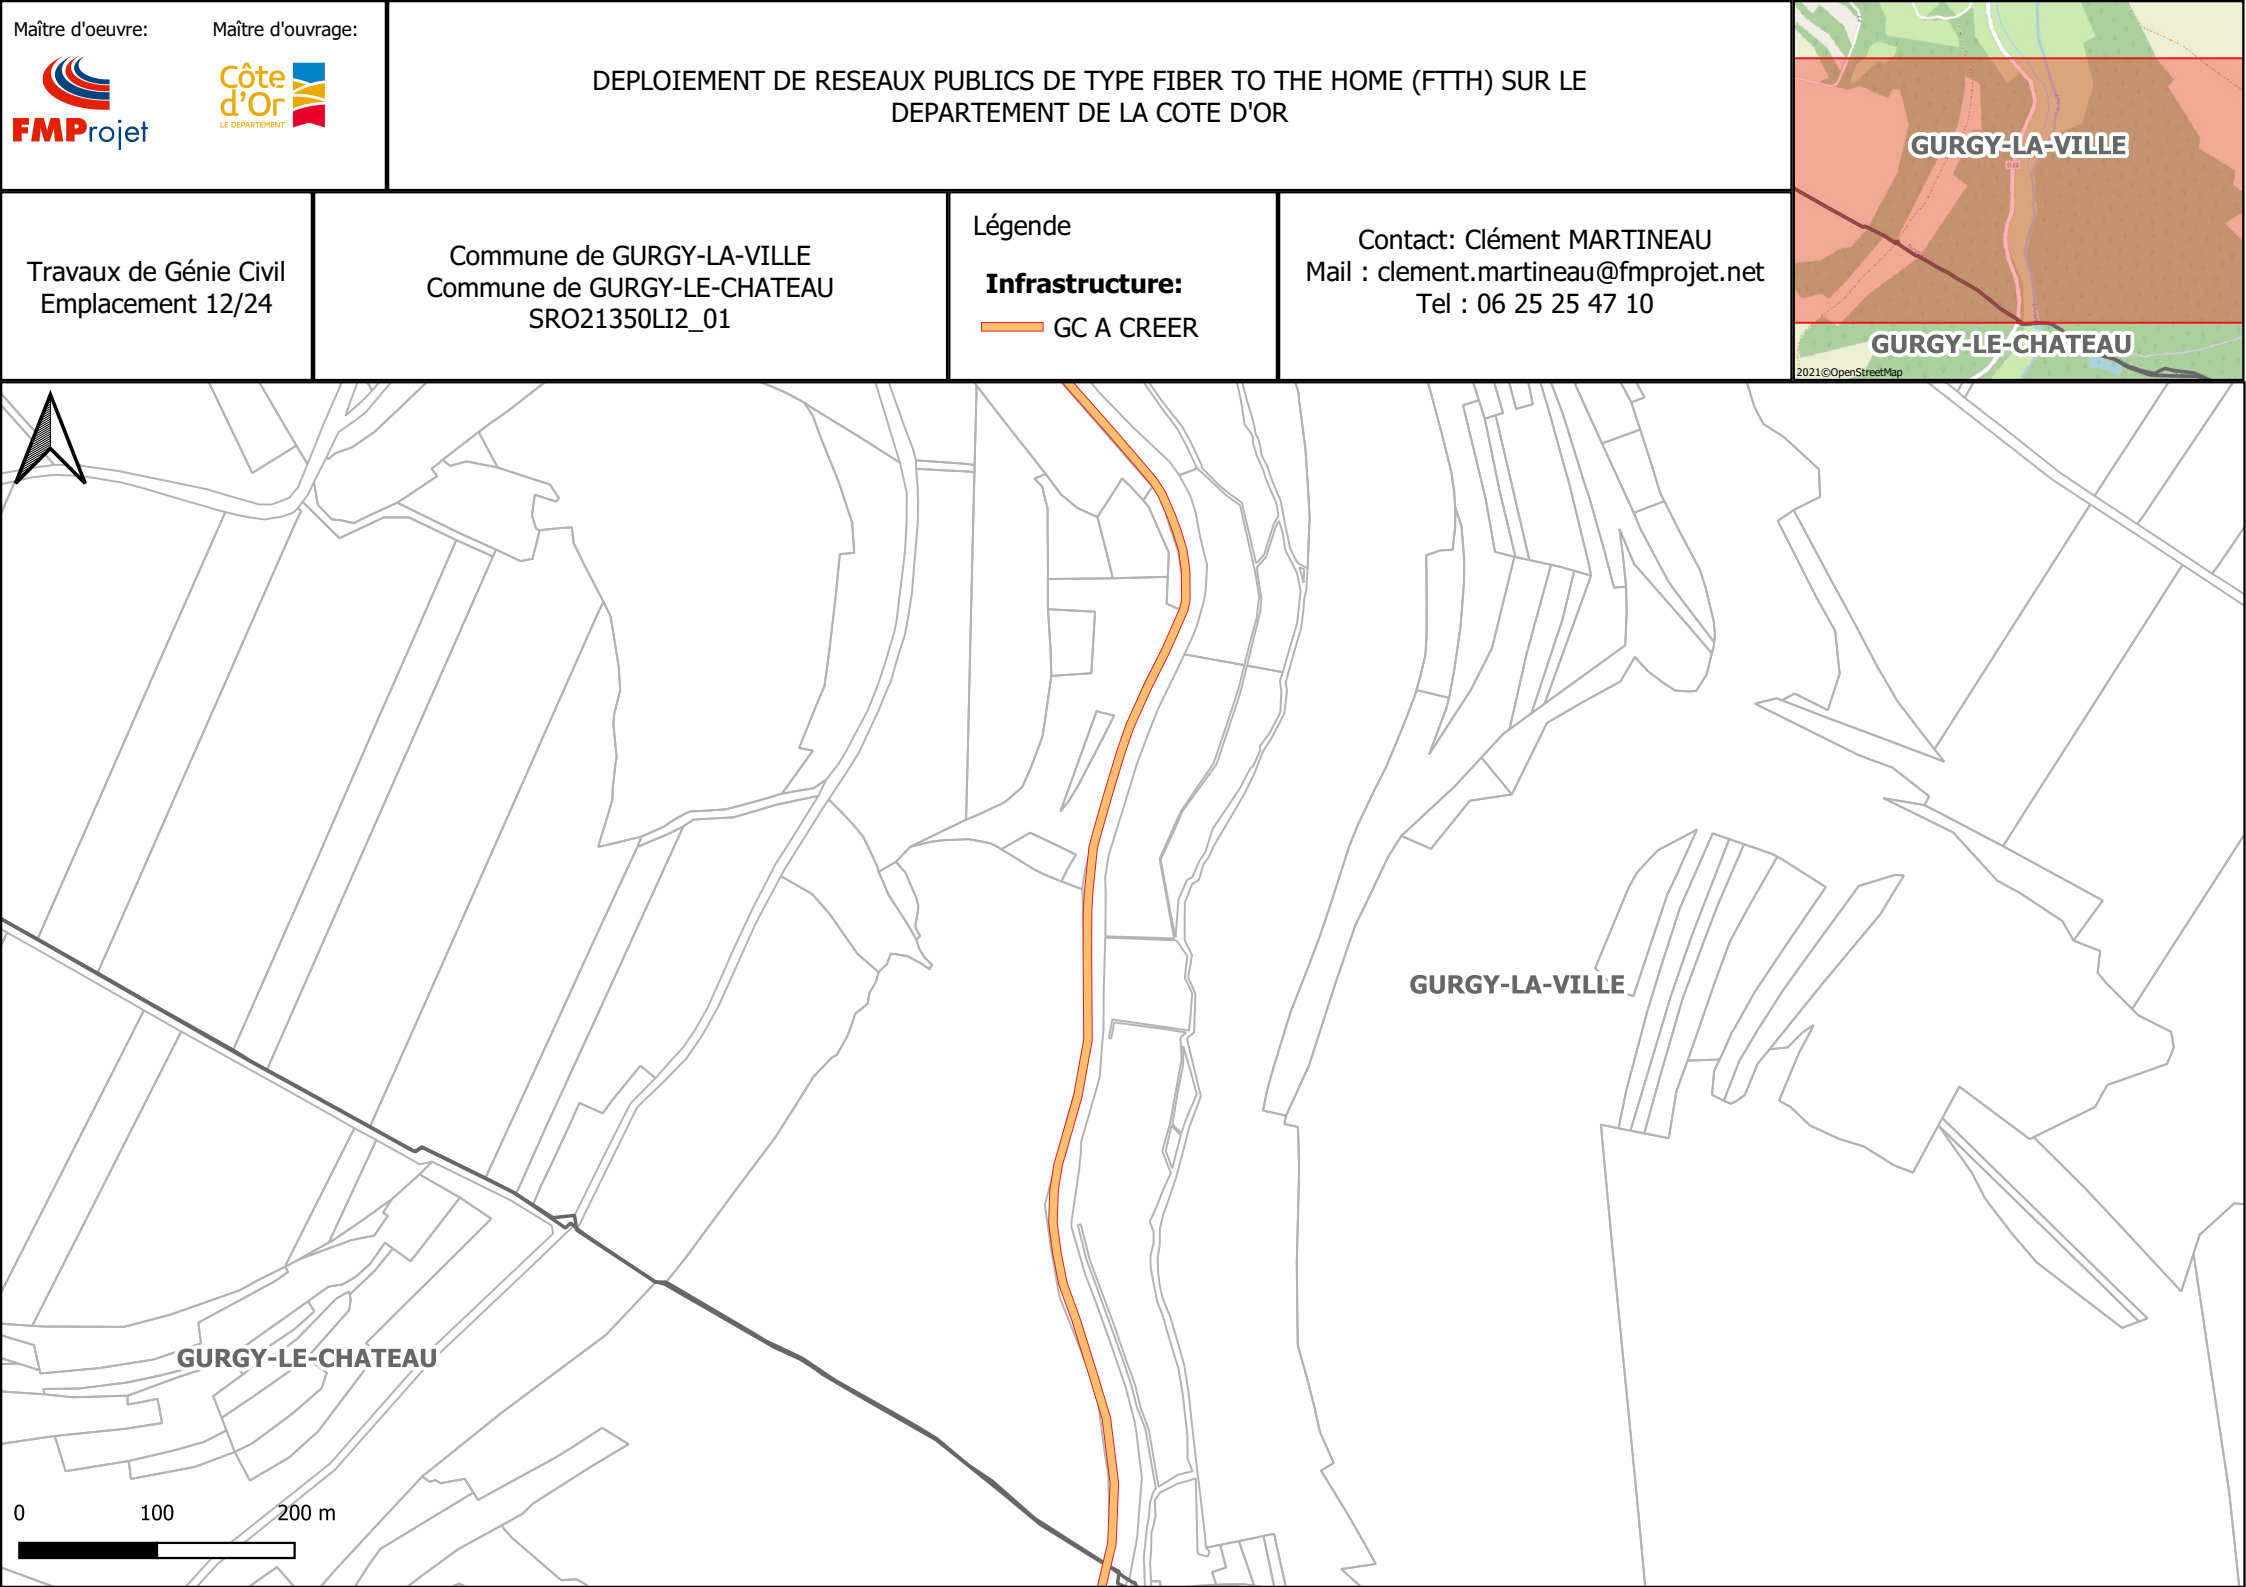 Maître d'oeuvre:
Maître d'ouvrage:
FMProjet
Côte
d'Or
LE DÉPARTEMENT
DEPLOIEMENT DE RESEAUX PUBLICS DE TYPE FIBER TO THE HOME (FTTH) SUR LE
DEPARTEMENT DE LA COTE D'OR
Travaux de Génie Civil
Emplacement 12/24
Commune de GURGY-LA-VILLE
Commune de GURGY-LE-CHATEAU
SRO21350LI2_01
Légende
Infrastructure:
GC A CREER
Contact: Clément MARTINEAU
Mail : clement.martineau@fmprojet.net
Tel : 06 25 25 47 10
GURGY-LA-VILLE
GURGY-LE-CHATEAU
2021©OpenStreetMap
GURGY-LA-VILLE
GURGY-LE-CHATEAU
0 100 200 m